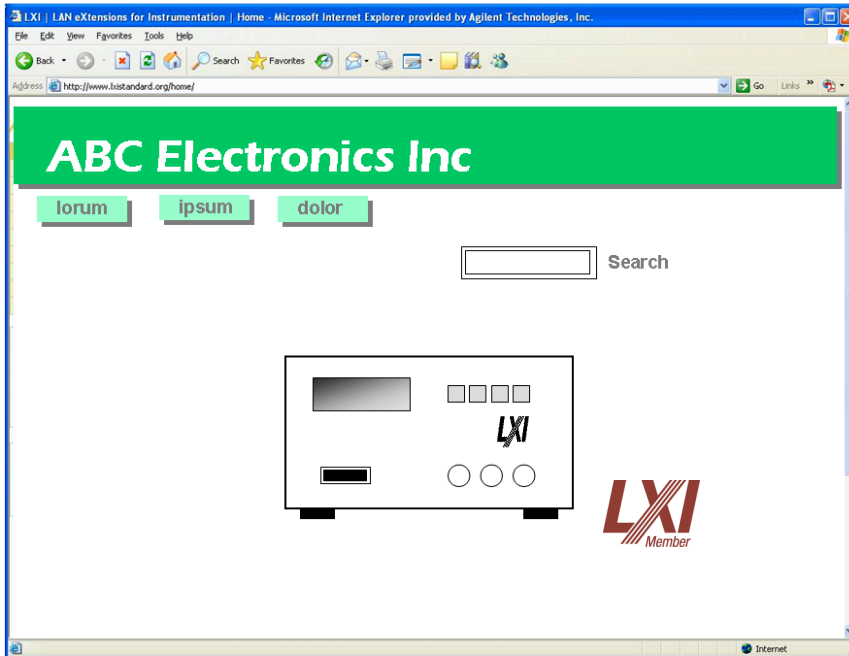 LXI | LAN eXtensions for Instrumentation | Home - Microsoft Internet Explorer provided by Agilent Technologies, Inc.
File Edit View Favorites Tools Help
Back Search Favorites
Address http://www.lxistandard.org/home/ Go Links »
ABC Electronics Inc
lorum ipsum dolor
Search
LXI
LXI
Member
Internet